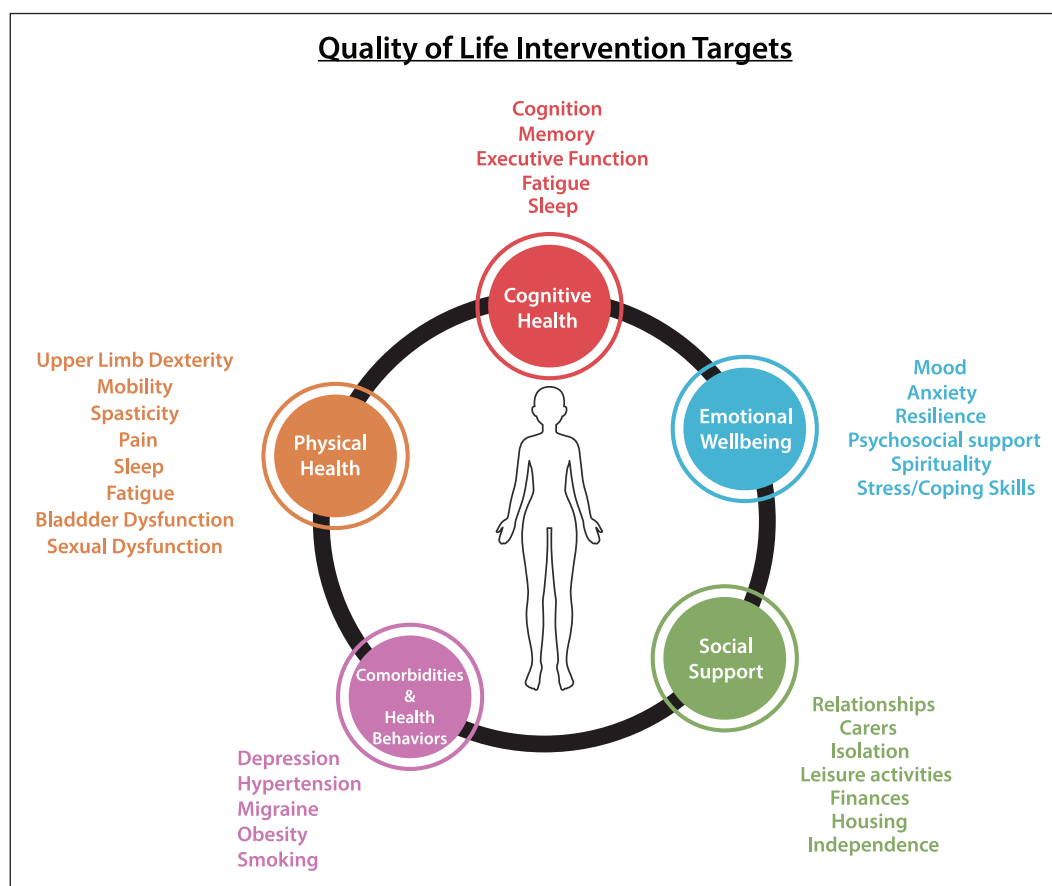 Quality of Life Intervention Targets
Cognition
Memory
Executive Function
Fatigue
Sleep
Cognitive
Health
Mood
Anxiety
Resilience
Psychosocial support
Spirituality
Stress/Coping Skills
Emotional
Wellbeing
Upper Limb Dexterity
Mobility
Spasticity
Pain
Sleep
Fatigue
Bladdder Dysfunction
Sexual Dysfunction
Physical
Health
Social
Support
Relationships
Carers
Isolation
Leisure activities
Finances
Housing
Independence
Comorbidities
&
Health
Behaviors
Depression
Hypertension
Migraine
Obesity
Smoking